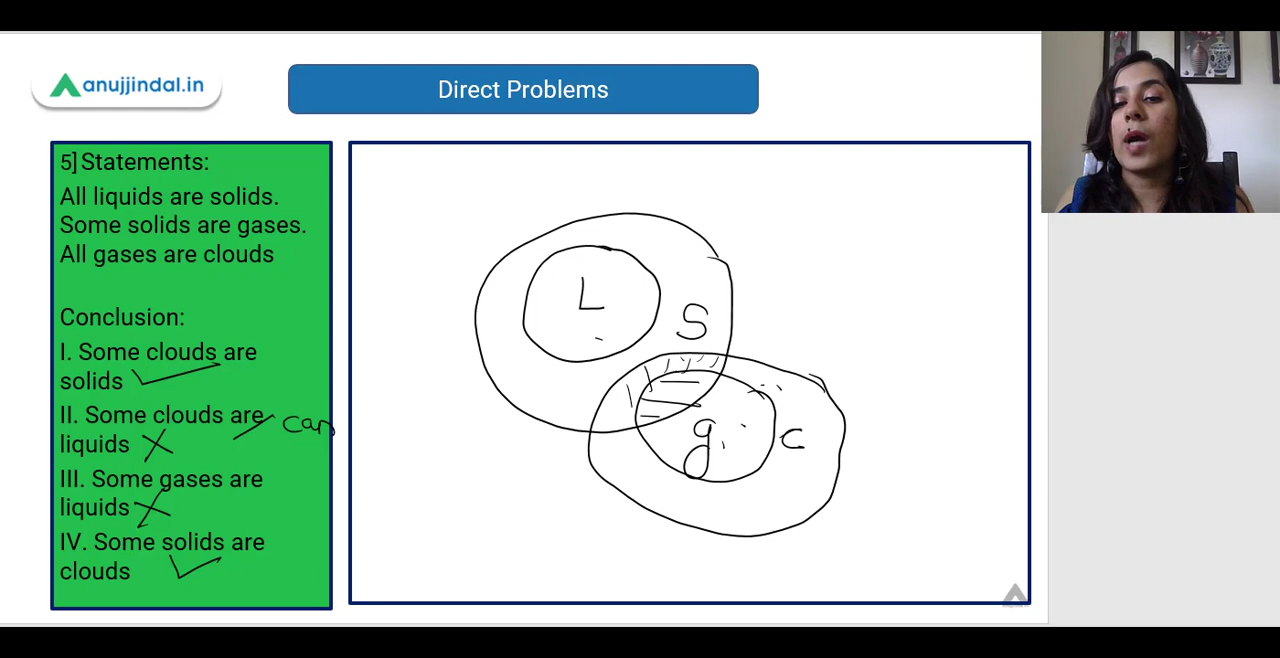 anujjindal.in
Direct Problems
5] Statements:
All liquids are solids.
Some solids are gases.
All gases are clouds
Conclusion:
I. Some clouds are
solids
II. Some clouds are can
liquids
III. Some gases are
liquids
IV. Some solids are
clouds
L
S
g
C